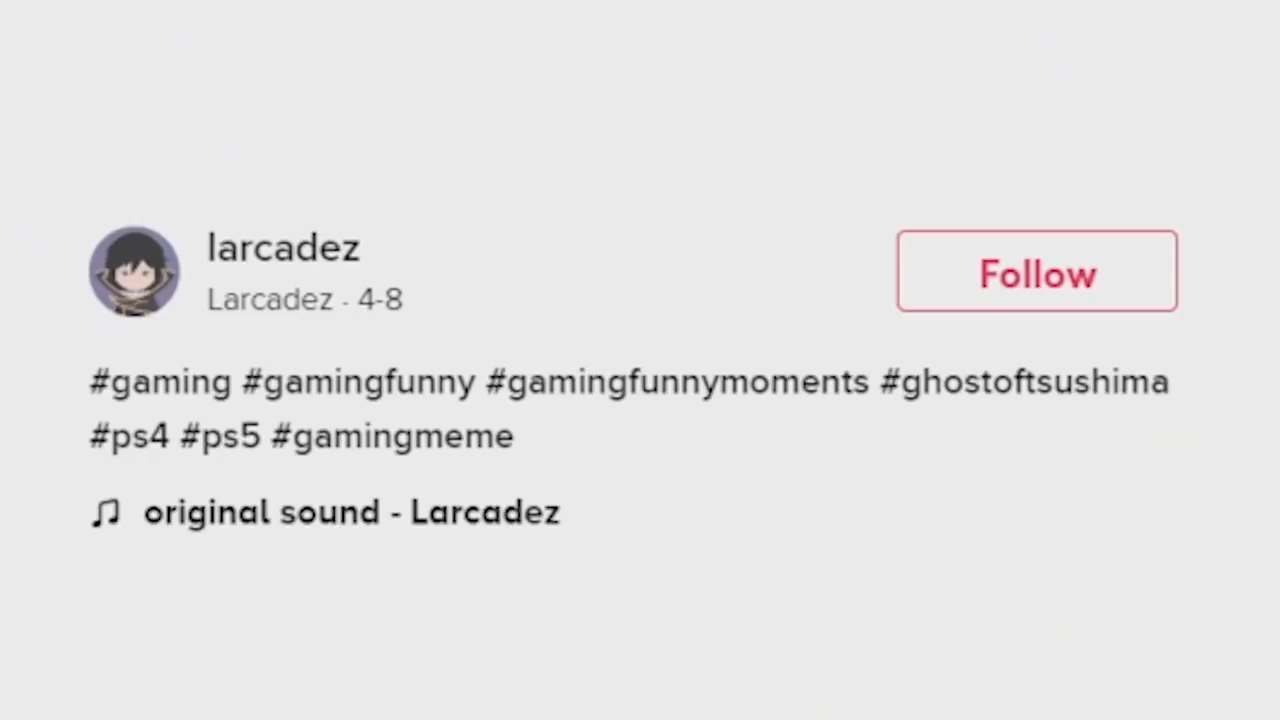 larcadez
Larcadez · 4-8
Follow
#gaming #gamingfunny #gamingfunnymoments #ghostoftsushima
#ps4 #ps5 #gamingmeme
original sound - Larcadez